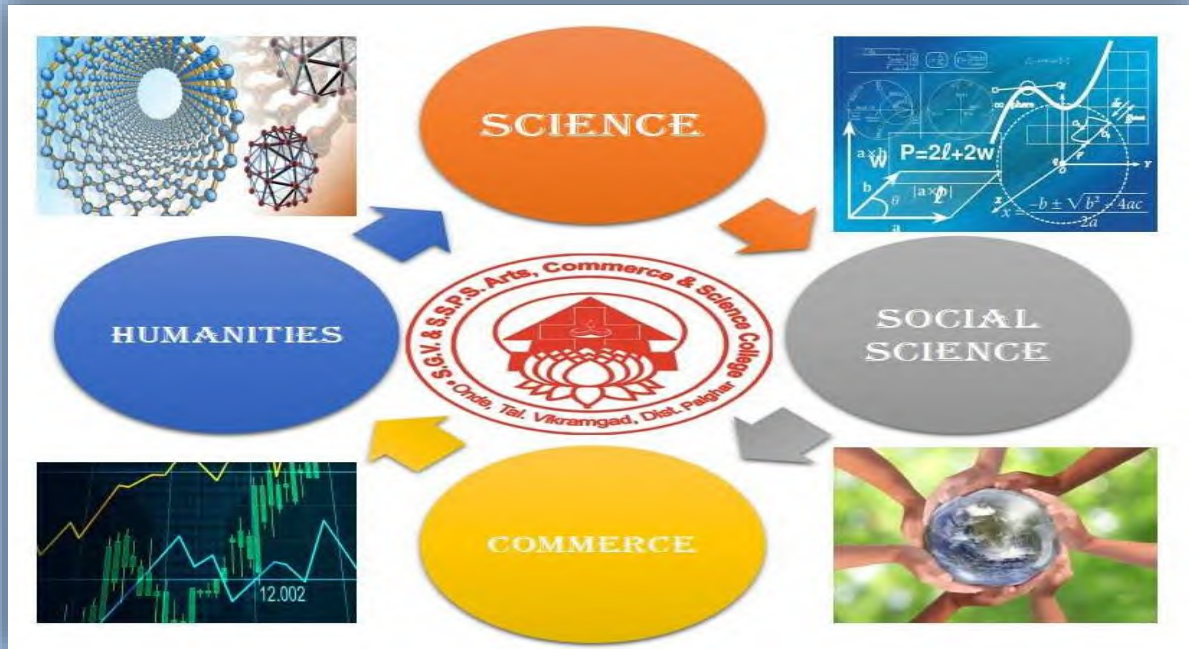 SCIENCE
P=2ℓ+2w
a×b
W
b
|a×b|
ℓ
θ
a
x = -b ± √b² - 4ac
2a
HUMANITIES
S.G.V. & S.S.P.S. Arts, Commerce & Science College
Onde, Tal. Vikramgad, Dist. Palghar
SOCIAL
SCIENCE
12.002
COMMERCE